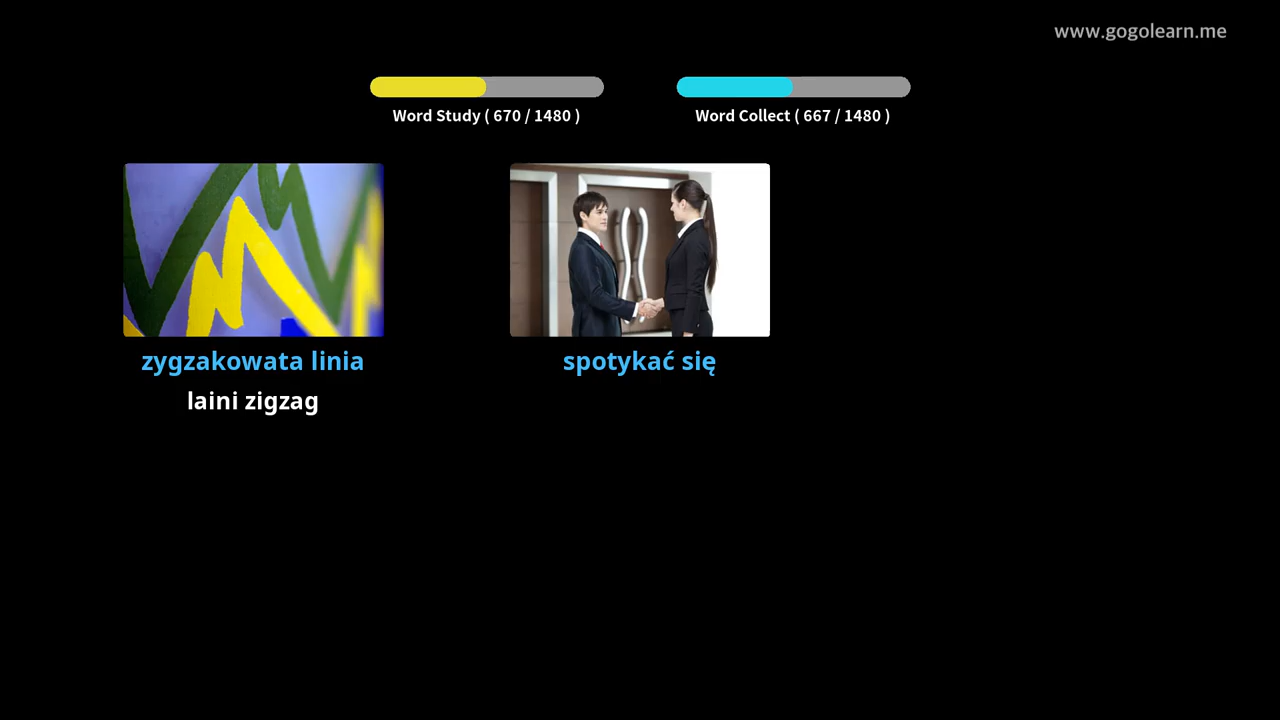 www.gogolearn.me
Word Study ( 670 / 1480 )
Word Collect ( 667 / 1480 )
zygzakowata linia
laini zigzag
spotykać się